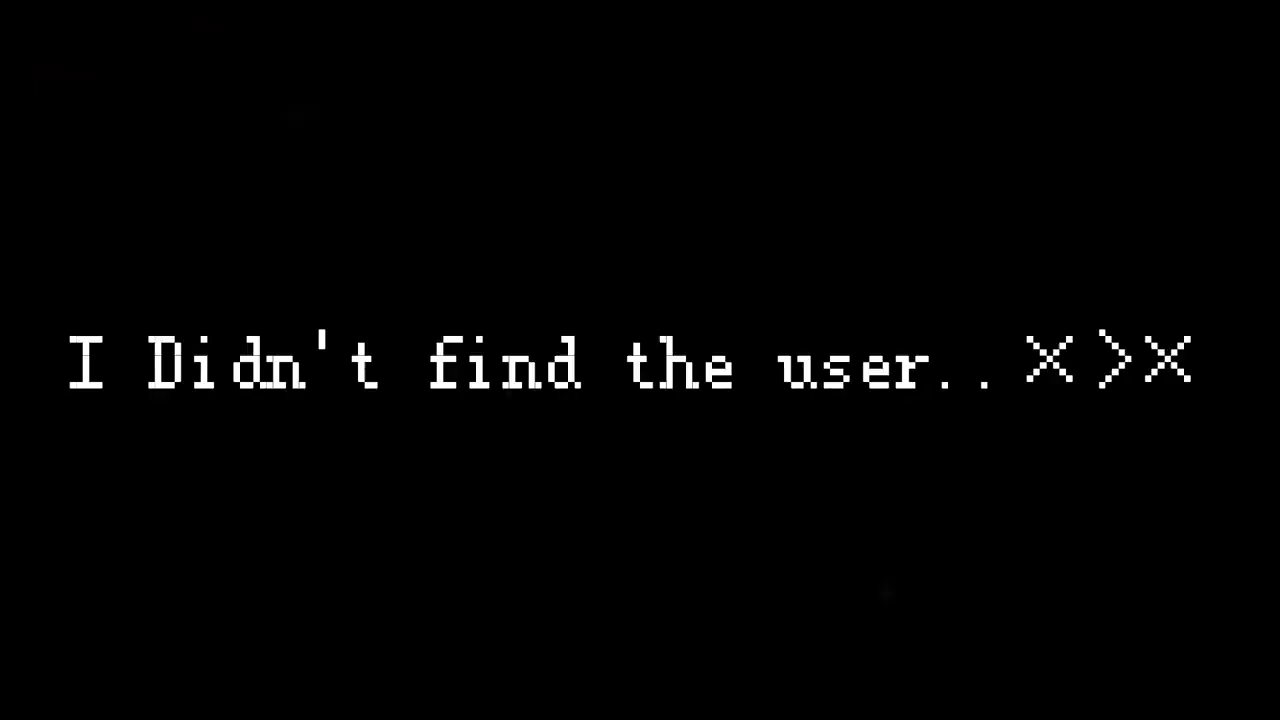 I Didn't find the user.. x>x